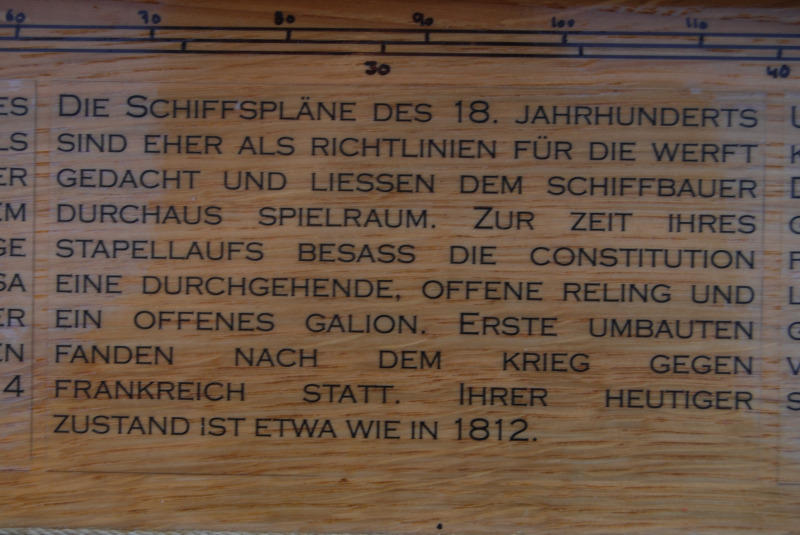 60 70 80 90 100 110
30 40
DIE SCHIFFSPLÄNE DES 18. JAHRHUNDERTS
SIND EHER ALS RICHTLINIEN FÜR DIE WERFT
GEDACHT UND LIESSEN DEM SCHIFFBAUER
DURCHAUS SPIELRAUM. ZUR ZEIT IHRES
STAPELLAUFS BESASS DIE CONSTITUTION
EINE DURCHGEHENDE, OFFENE RELING UND
EIN OFFENES GALION. ERSTE UMBAUTEN
FANDEN NACH DEM KRIEG GEGEN
FRANKREICH STATT. IHRER HEUTIGER
ZUSTAND IST ETWA WIE IN 1812.